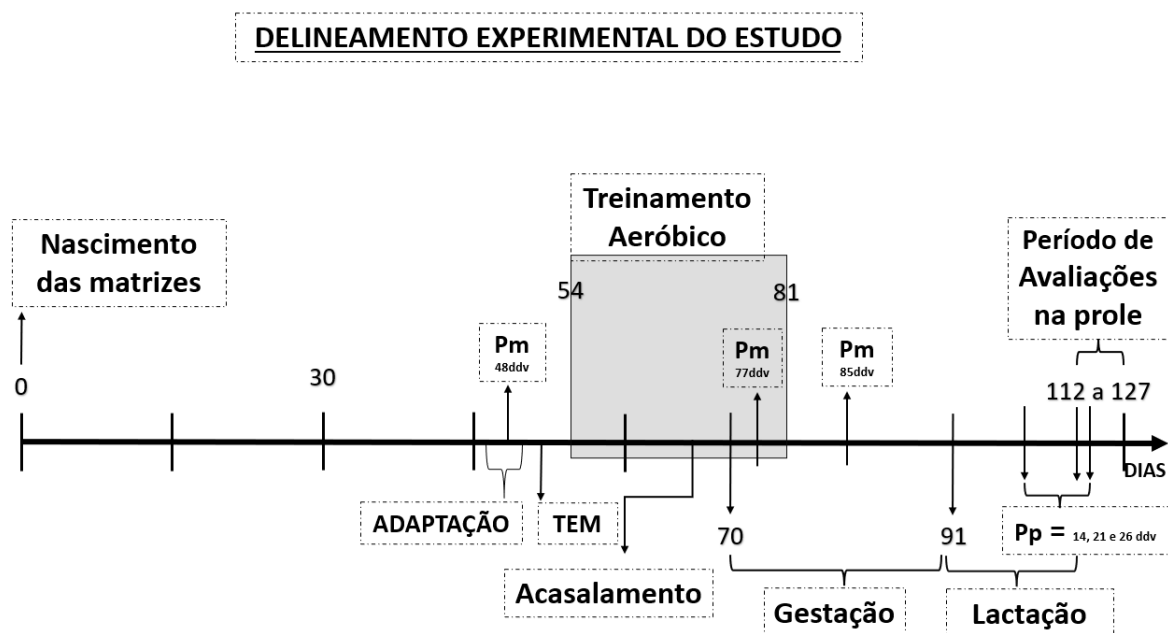 DELINEAMENTO EXPERIMENTAL DO ESTUDO
Nascimento
das matrizes
Treinamento
Aeróbico
Período de
Avaliações
na prole
54
81
Pm
48ddv
Pm
77ddv
Pm
85ddv
0
30
112 a 127
DIAS
ADAPTAÇÃO
TEM
70
91
Pp = 14, 21 e 26 ddv
Acasalamento
Gestação
Lactação